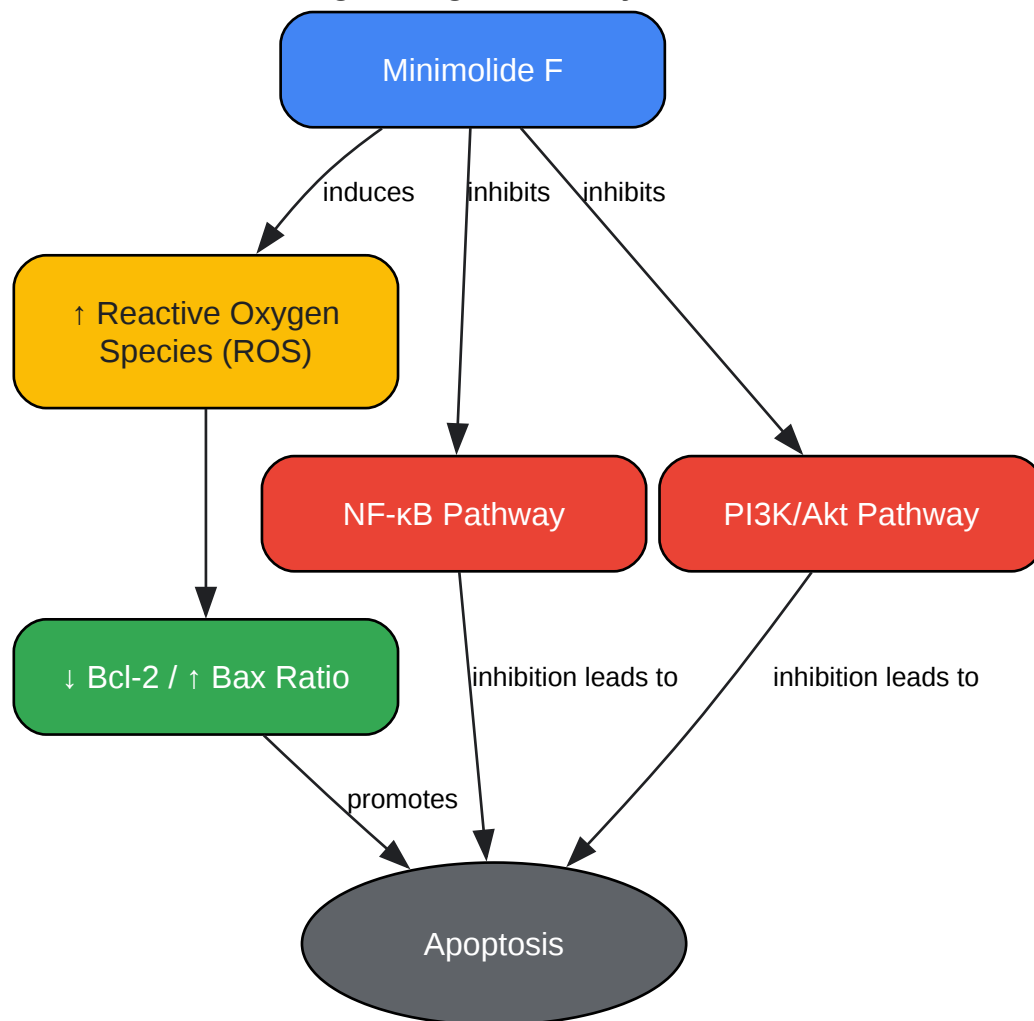 Minimolide F
induces
inhibits
inhibits
↑ Reactive Oxygen
Species (ROS)
NF-κB Pathway
PI3K/Akt Pathway
↓ Bcl-2 / ↑ Bax Ratio
inhibition leads to
inhibition leads to
promotes
Apoptosis